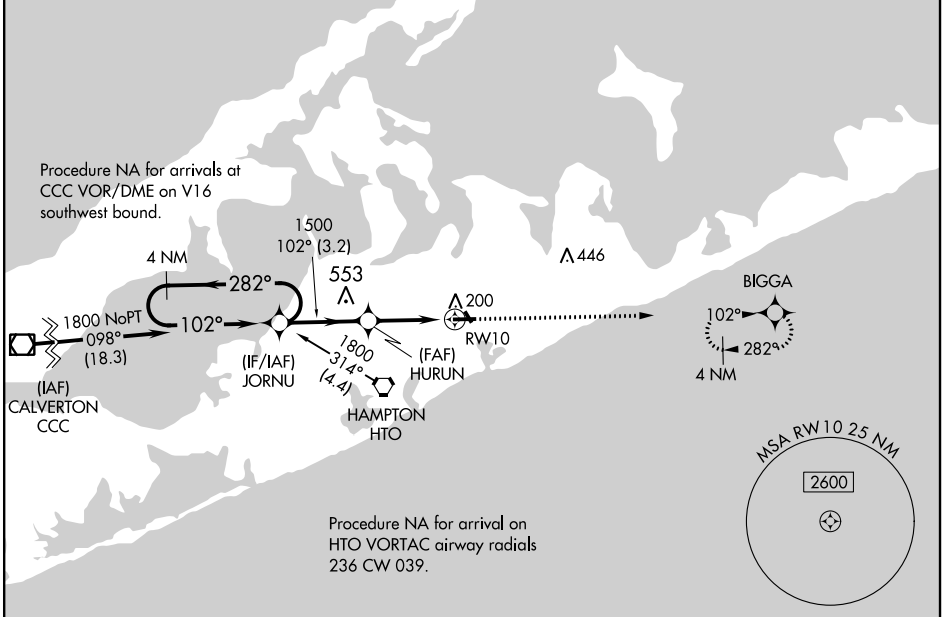 Procedure NA for arrivals at
CCC VOR/DME on V16
southwest bound.
1500
102° (3.2)
4 NM
282°
553
446
BIGGA
1800 NoPT
098°
(18.3)
102°
200
RW10
102°
282°
4 NM
(IAF)
CALVERTON
CCC
(IF/IAF)
JORNU
1800
314°
(4.4)
(FAF)
HURUN
HAMPTON
HTO
MSA RW10 25 NM
2600
Procedure NA for arrival on
HTO VORTAC airway radials
236 CW 039.